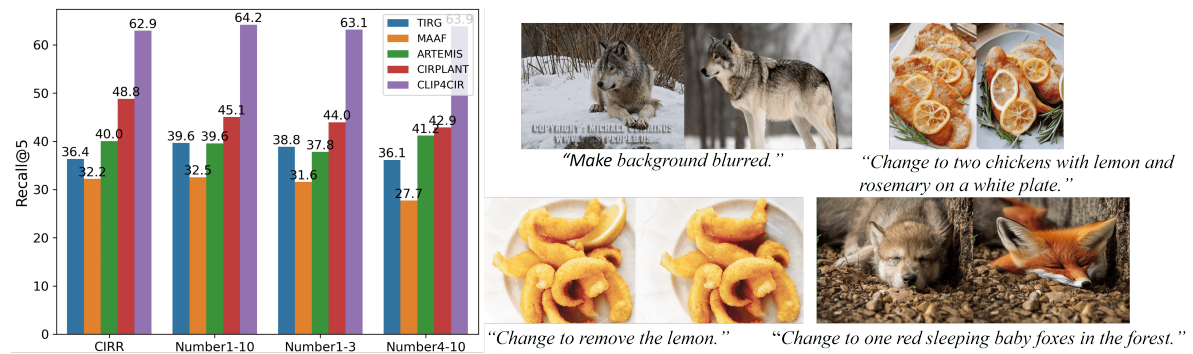 Recall@5
60
50
40
30
20
10
0
TIRG
MAAF
ARTEMIS
CIRPLANT
CLIP4CIR
36.4
32.2
40.0
48.8
62.9
39.6
32.5
39.6
45.1
64.2
38.8
31.6
37.8
44.0
63.1
36.1
27.7
41.2
42.9
63.9
CIRR
Number1-10
Number1-3
Number4-10
“Make background blurred.”
“Change to two chickens with lemon and
rosemary on a white plate.”
“Change to remove the lemon.”
“Change to one red sleeping baby foxes in the forest.”
COPYRIGHT MICHAEL